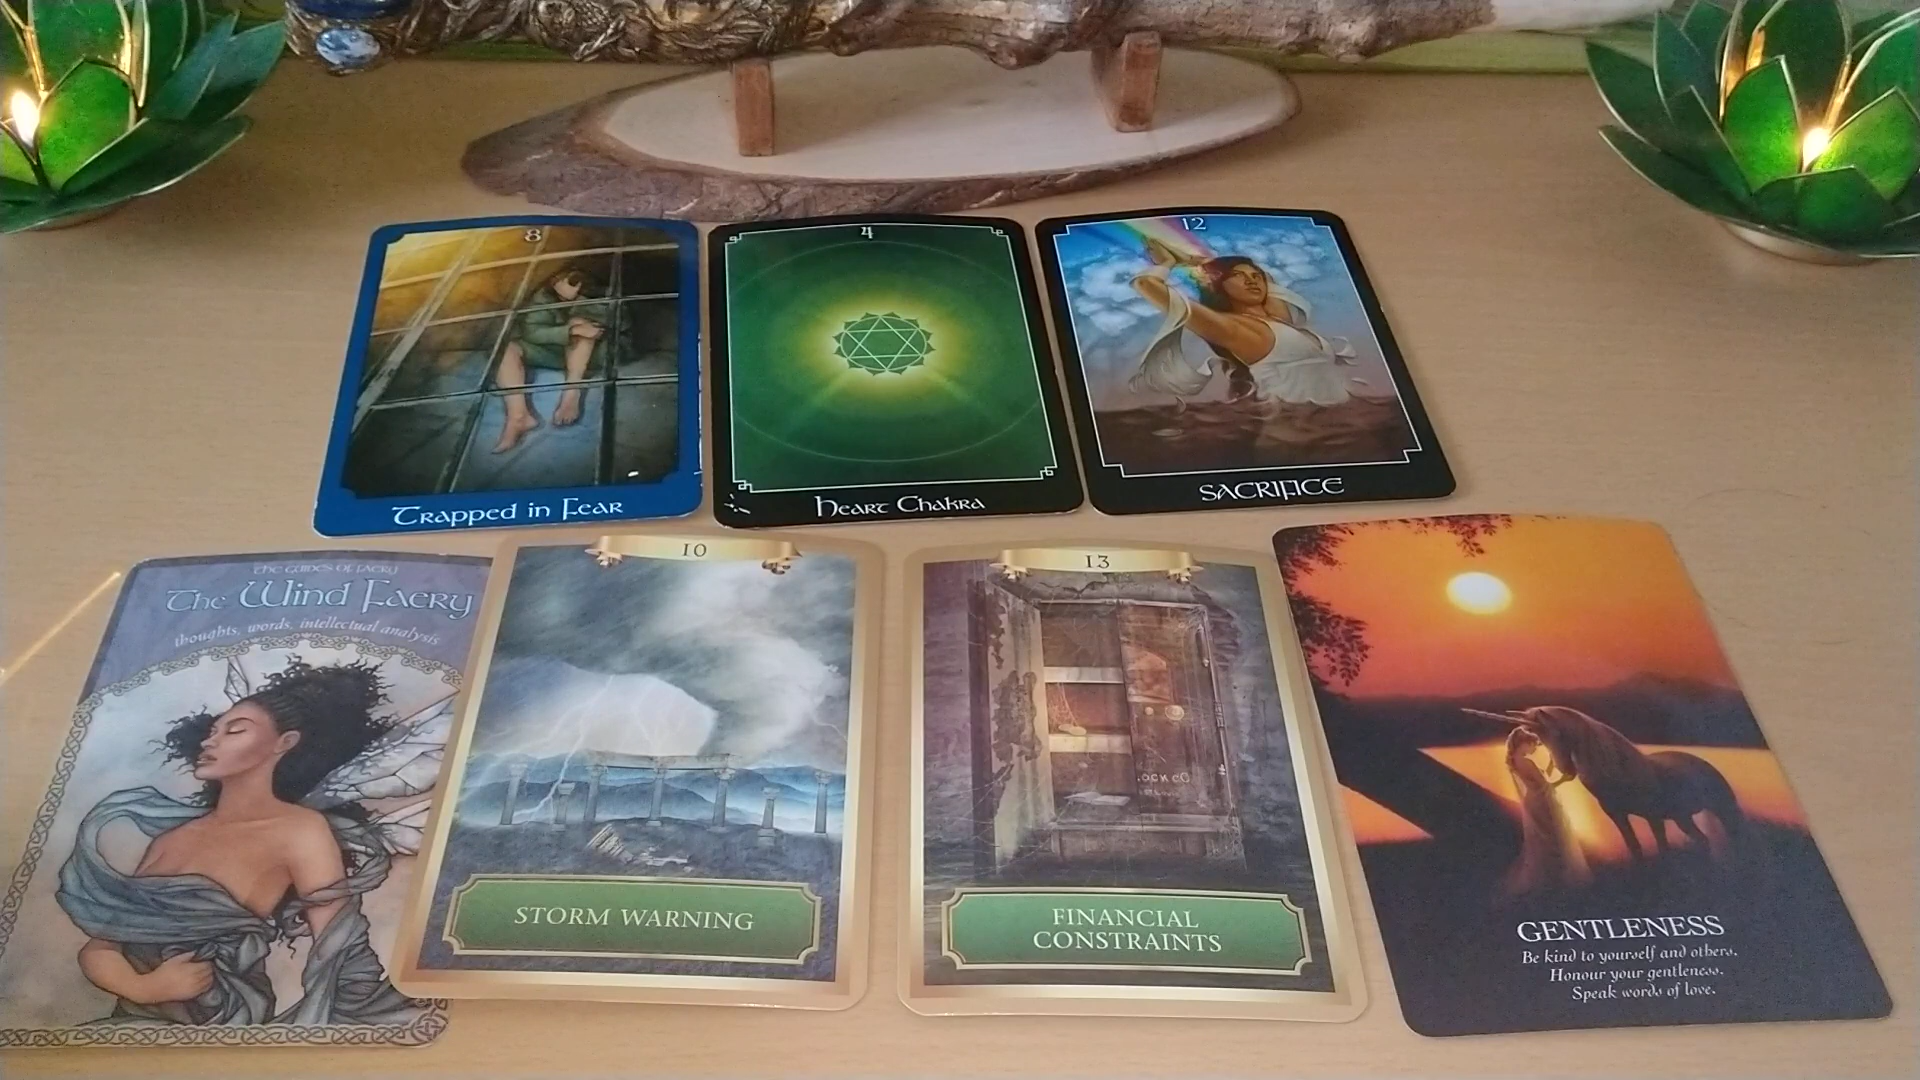 8
Trapped in Fear
4
Heart Chakra
12
SACRIFICE
THE GUIDES OF FAERY
The Wind Faery
thoughts, words, intellectual analysis
10
STORM WARNING
13
FINANCIAL
CONSTRAINTS
GENTLENESS
Be kind to yourself and others.
Honour your gentleness.
Speak words of love.